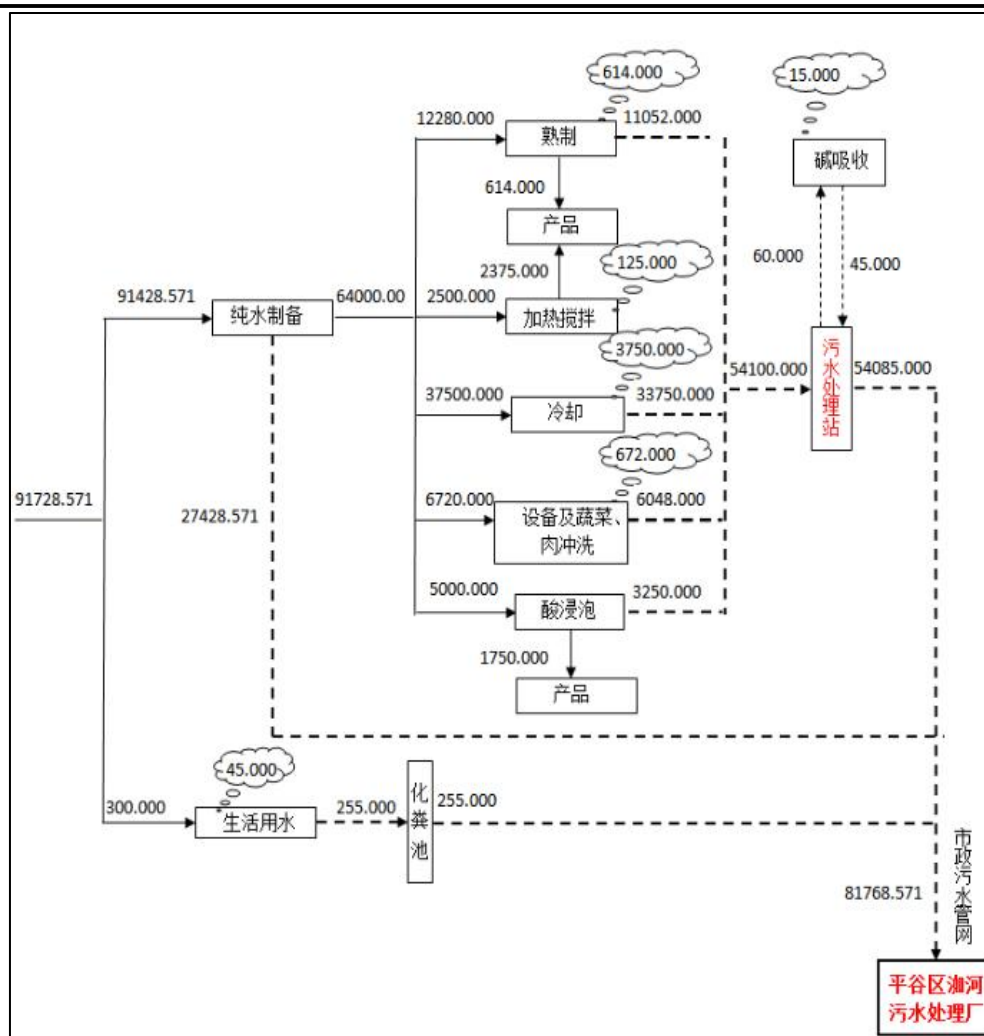 614.000
15.000
12280.000
熟制
11052.000
碱吸收
614.000
产品
60.000
45.000
2375.000
125.000
91428.571
纯水制备
64000.00
2500.000
加热搅拌
3750.000
污水处理站
54100.000
54085.000
37500.000
冷却
33750.000
672.000
91728.571
27428.571
6720.000
设备及蔬菜、
肉冲洗
6048.000
5000.000
酸浸泡
3250.000
1750.000
产品
45.000
300.000
生活用水
255.000
化粪池
255.000
市政污水管网
81768.571
平谷区洳河
污水处理厂